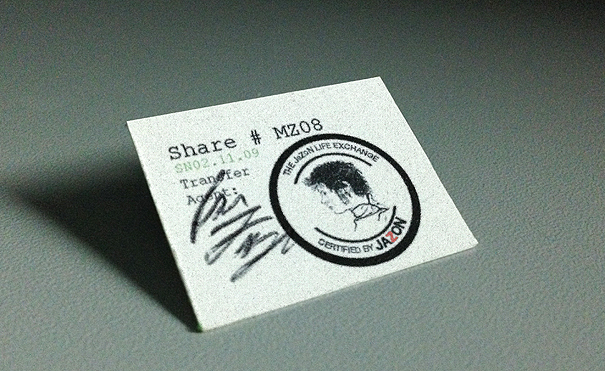 Share # MZ08
SN02.11.09
Transfer
Agent:
THE JaZoN LIFE EXCHANGE
CERTIFIED BY JAZON